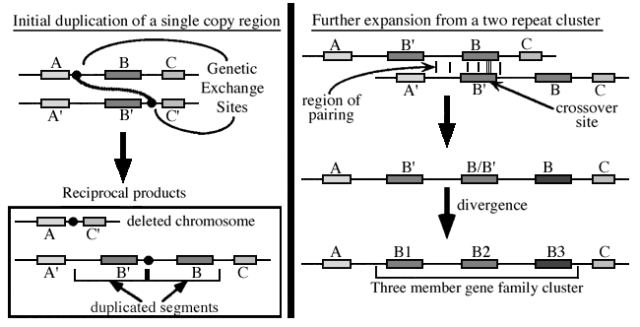 Initial duplication of a single copy region
A B C
Genetic
Exchange
Sites
A' B' C'
Reciprocal products
deleted chromosome
A C'
A' B' B C
duplicated segments
Further expansion from a two repeat cluster
A B' B C
region of
pairing
A' B' B C
crossover
site
A B' B/B' B C
divergence
A B1 B2 B3 C
Three member gene family cluster